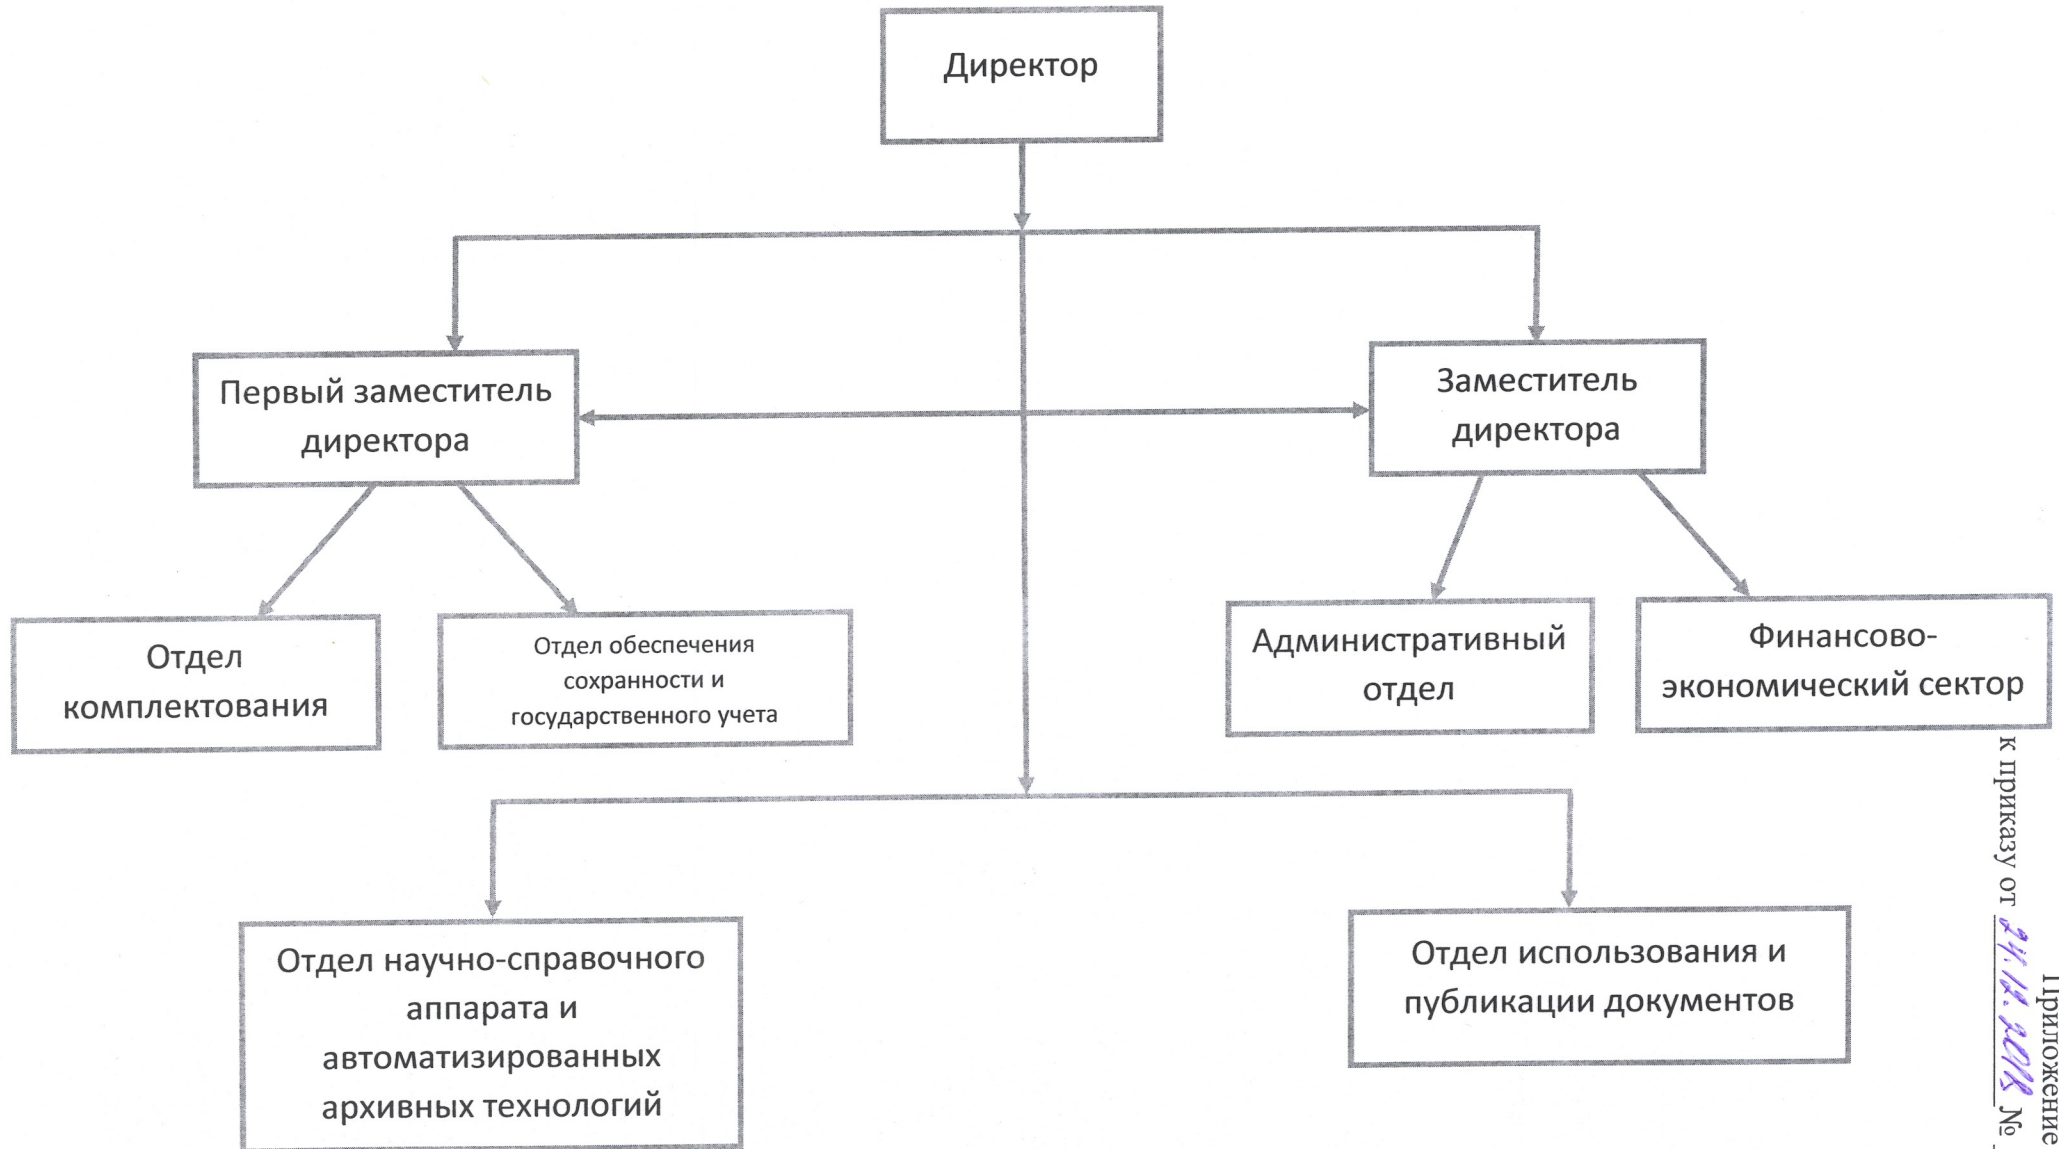 Директор
Первый заместитель
директора
Заместитель
директора
Отдел
комплектования
Отдел обеспечения
сохранности и
государственного учета
Административный
отдел
Финансово-
экономический сектор
Отдел научно-справочного
аппарата и
автоматизированных
архивных технологий
Отдел использования и
публикации документов
Приложение
к приказу от 24.12. №